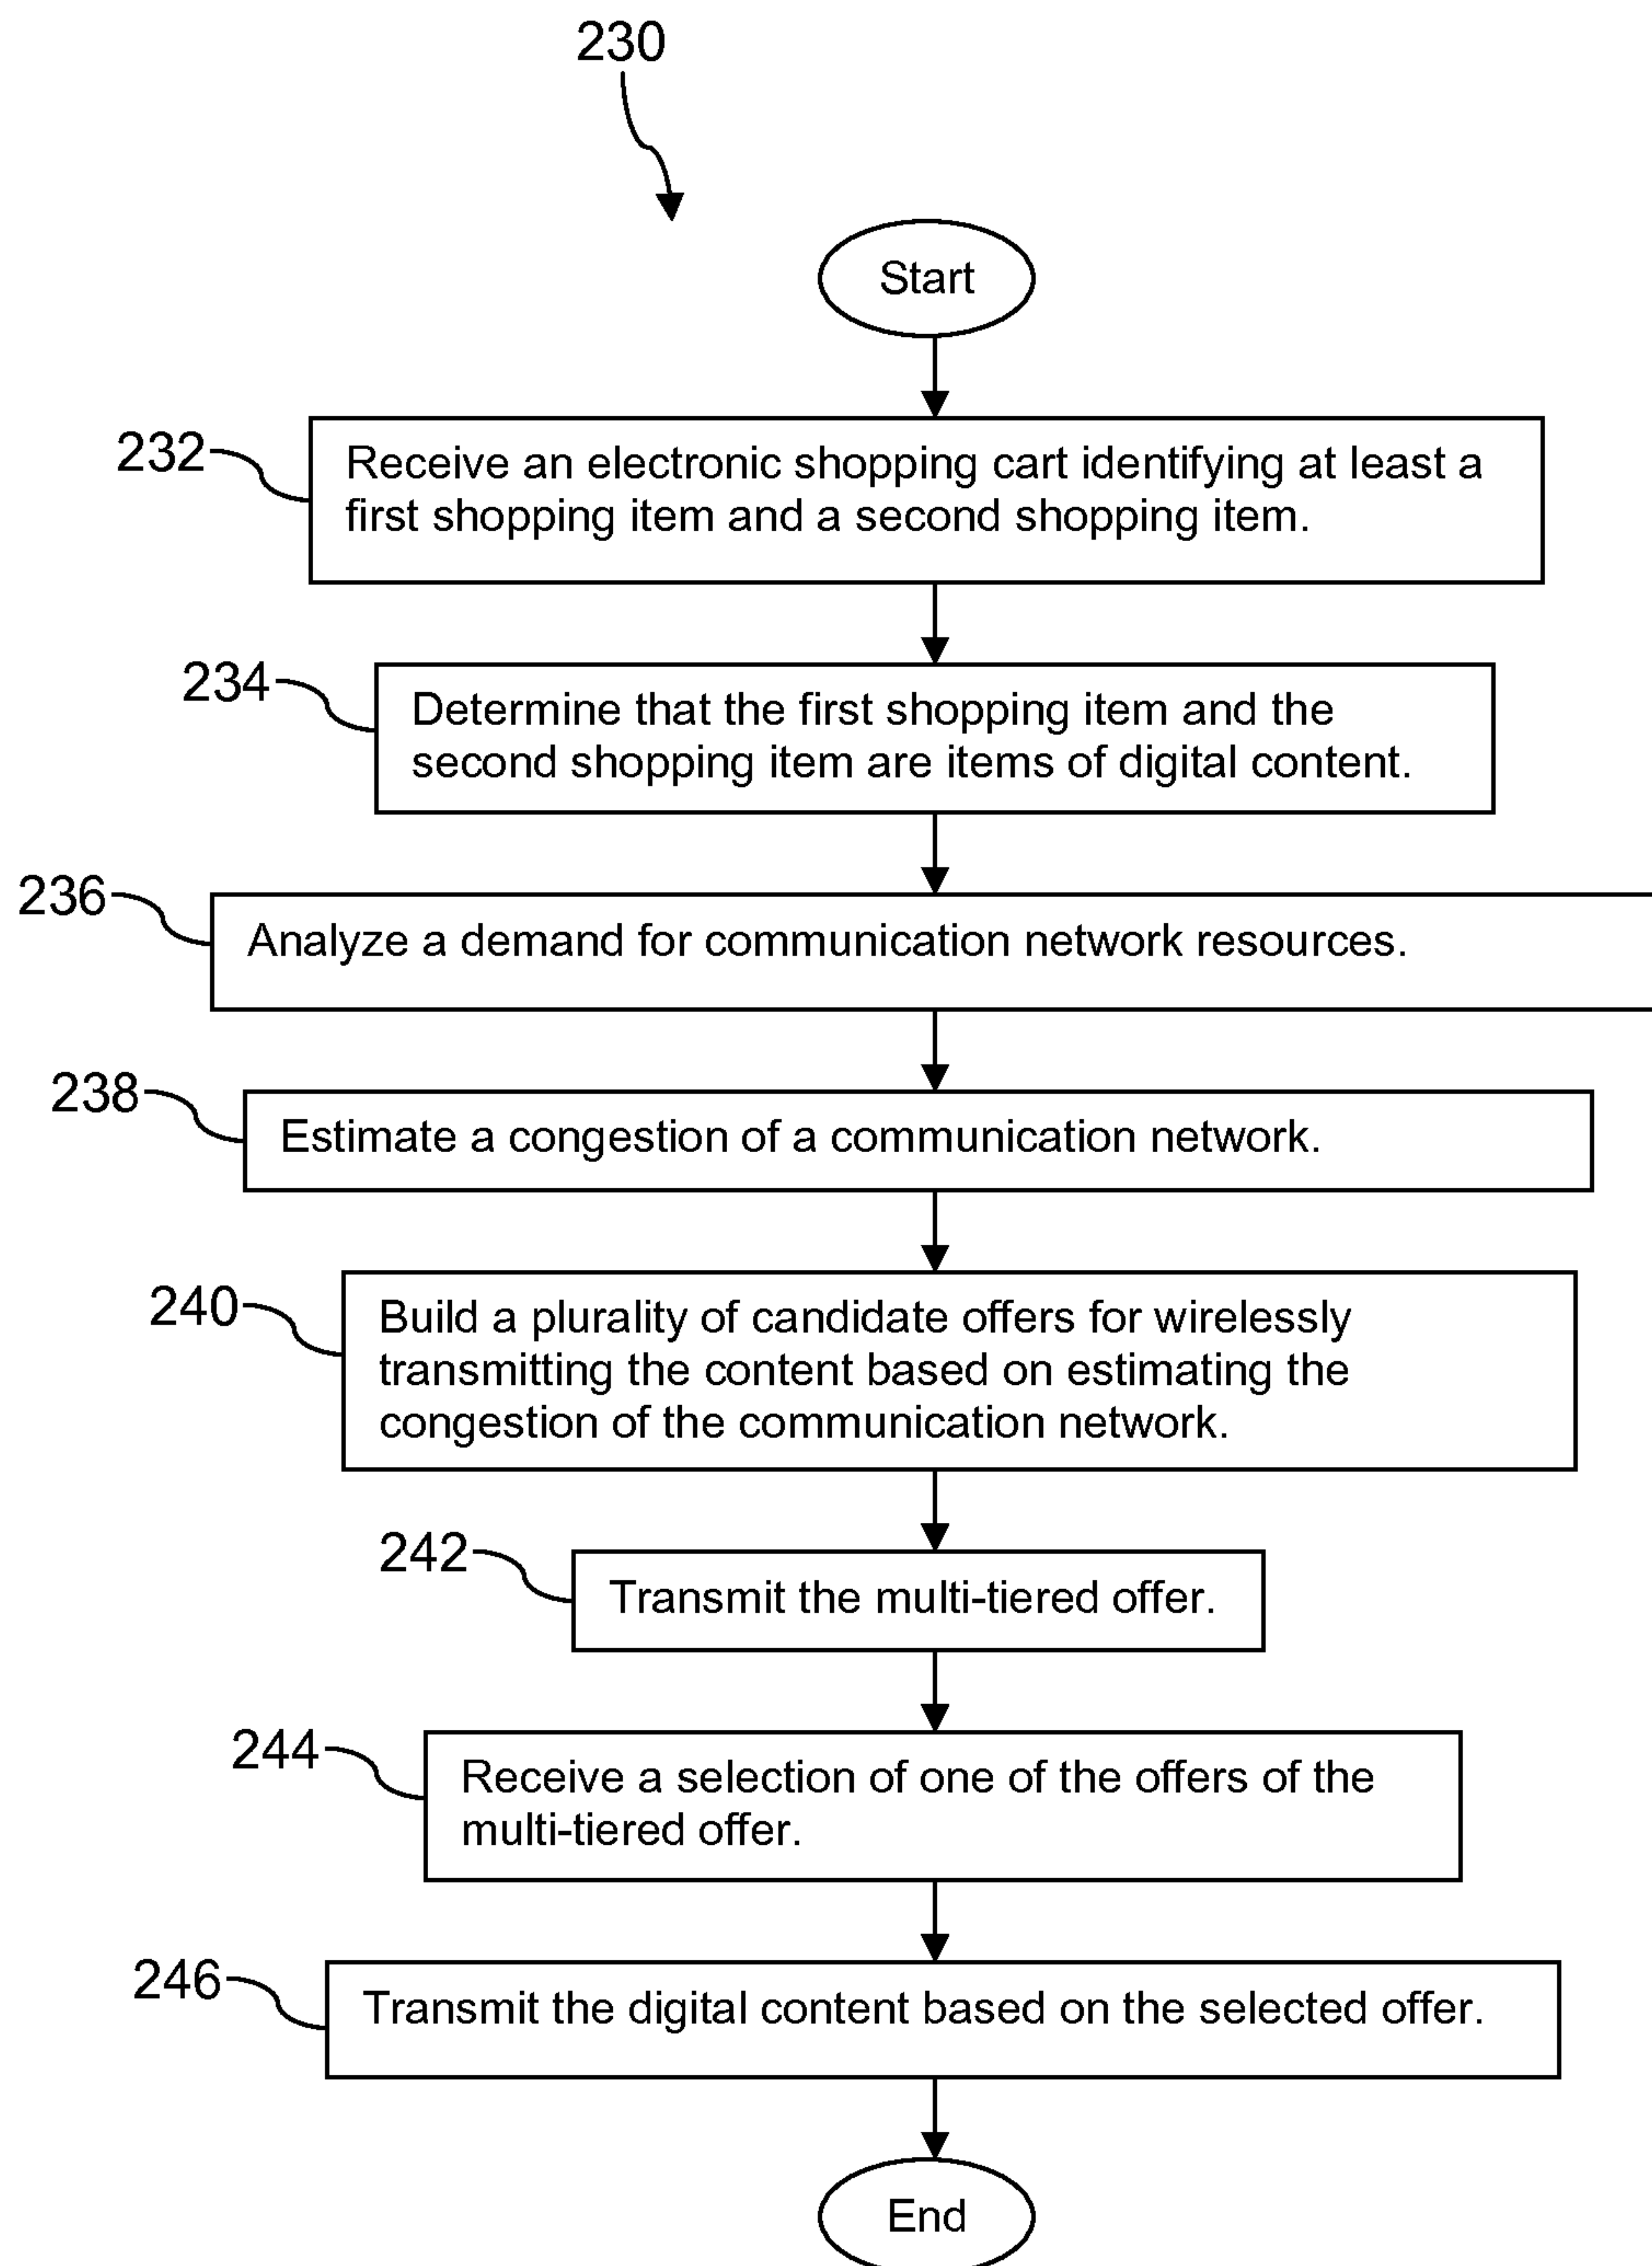 230
Start
232
Receive an electronic shopping cart identifying at least a
first shopping item and a second shopping item.
234
Determine that the first shopping item and the
second shopping item are items of digital content.
236
Analyze a demand for communication network resources.
238
Estimate a congestion of a communication network.
240
Build a plurality of candidate offers for wirelessly
transmitting the content based on estimating the
congestion of the communication network.
242
Transmit the multi-tiered offer.
244
Receive a selection of one of the offers of the
multi-tiered offer.
246
Transmit the digital content based on the selected offer.
End